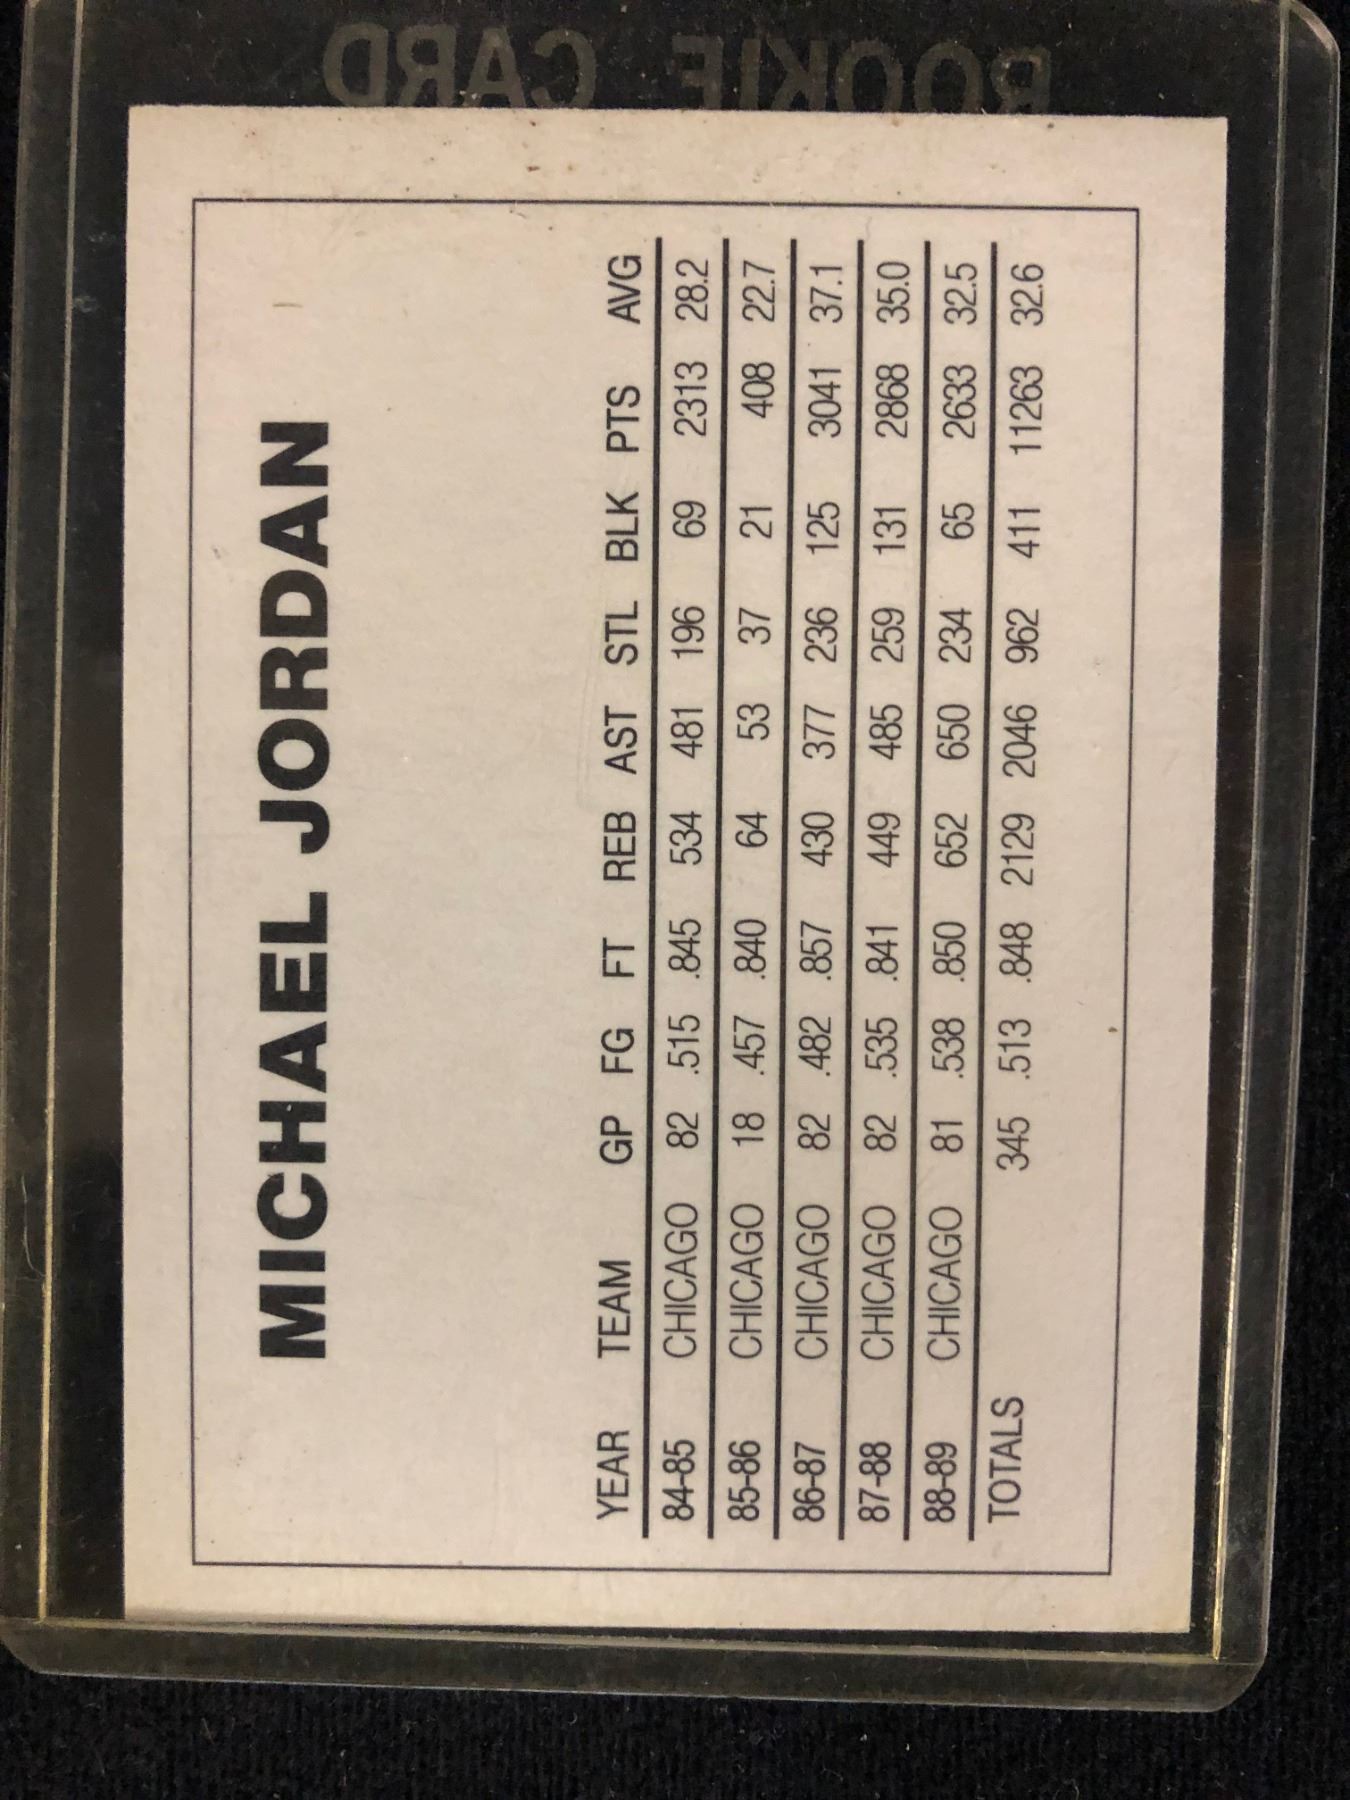 ROOKIE CARD
MICHAEL JORDAN
YEAR TEAM GP FG FT REB AST STL BLK PTS AVG
84-85 CHICAGO 82 .515 .845 534 481 196 69 2313 28.2
85-86 CHICAGO 18 .457 .840 64 53 37 21 408 22.7
86-87 CHICAGO 82 .482 .857 430 377 236 125 3041 37.1
87-88 CHICAGO 82 .535 .841 449 485 259 131 2868 35.0
88-89 CHICAGO 81 .538 .850 652 650 234 65 2633 32.5
TOTALS 345 .513 .848 2129 2046 962 411 11263 32.6